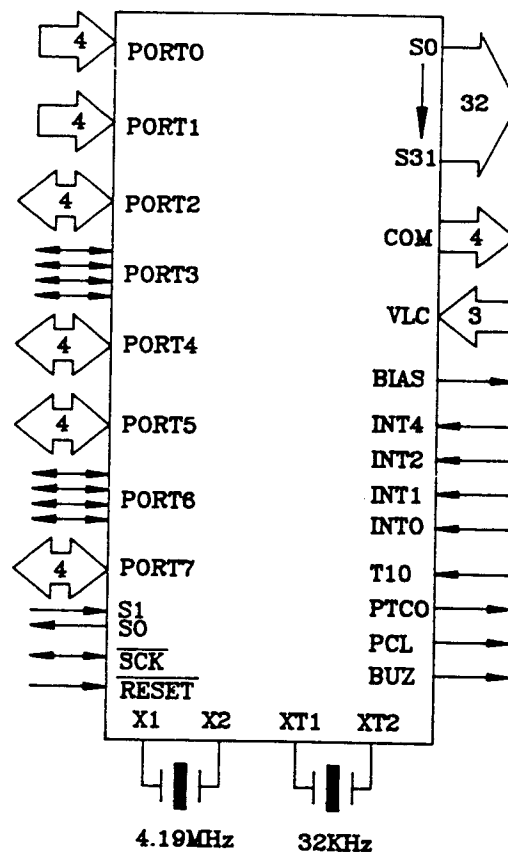 4
PORT0
4
PORT1
4
PORT2
PORT3
4
PORT4
4
PORT5
PORT6
4
PORT7
S1
S0
SCK
RESET
S0
32
S31
COM
4
VLC
3
BIAS
INT4
INT2
INT1
INT0
T10
PTCO
PCL
BUZ
X1
X2
XT1
XT2
4.19MHz
32KHz